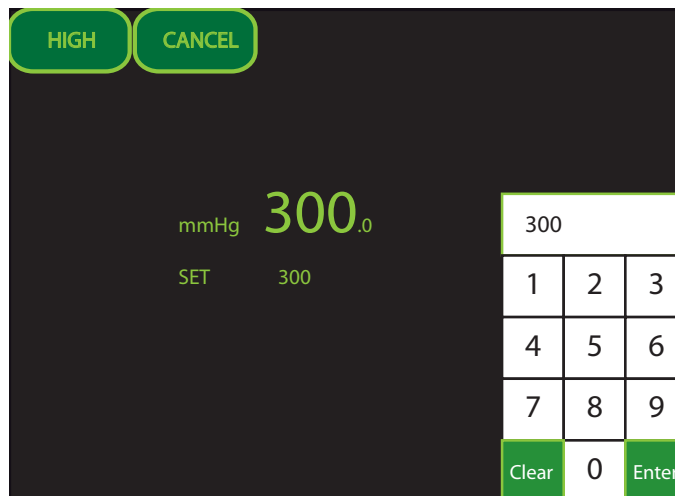 HIGH CANCEL
mmHg 300.0
SET 300
300
1 2 3
4 5 6
7 8 9
Clear 0 Enter